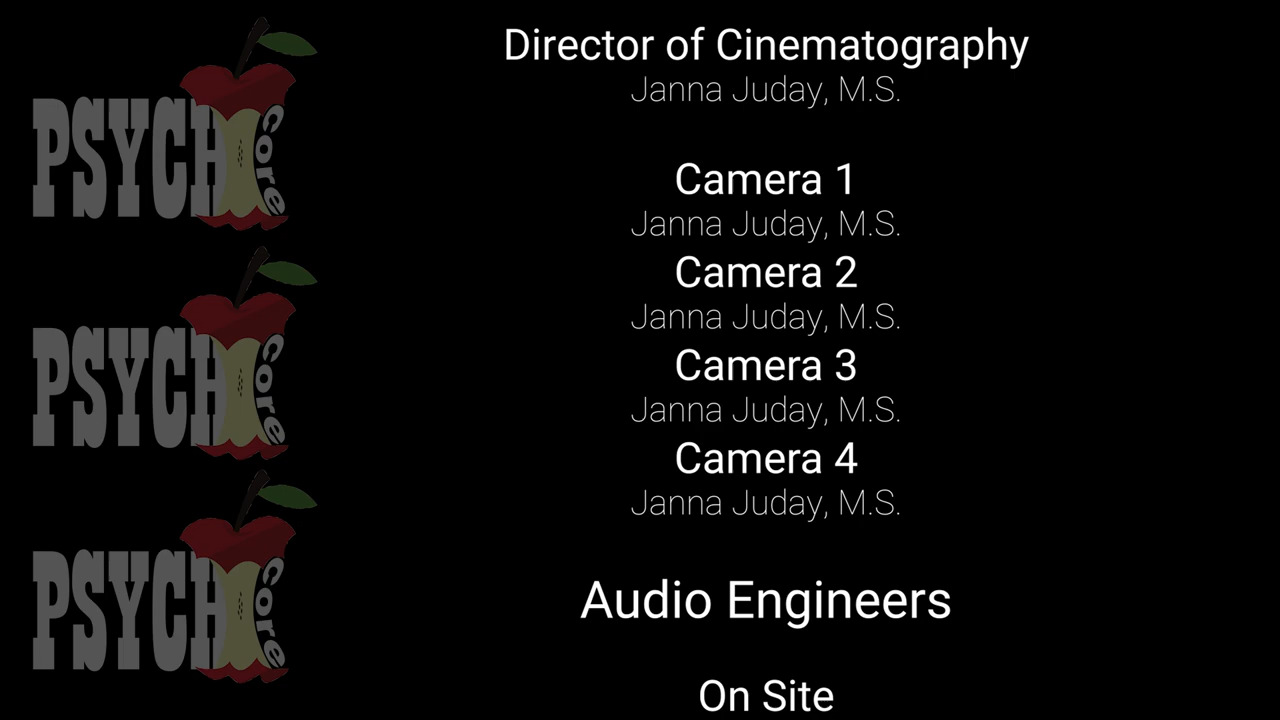 PSYCH
Core
PSYCH
Core
PSYCH
Core
Director of Cinematography
Janna Juday, M.S.
Camera 1
Janna Juday, M.S.
Camera 2
Janna Juday, M.S.
Camera 3
Janna Juday, M.S.
Camera 4
Janna Juday, M.S.
Audio Engineers
On Site